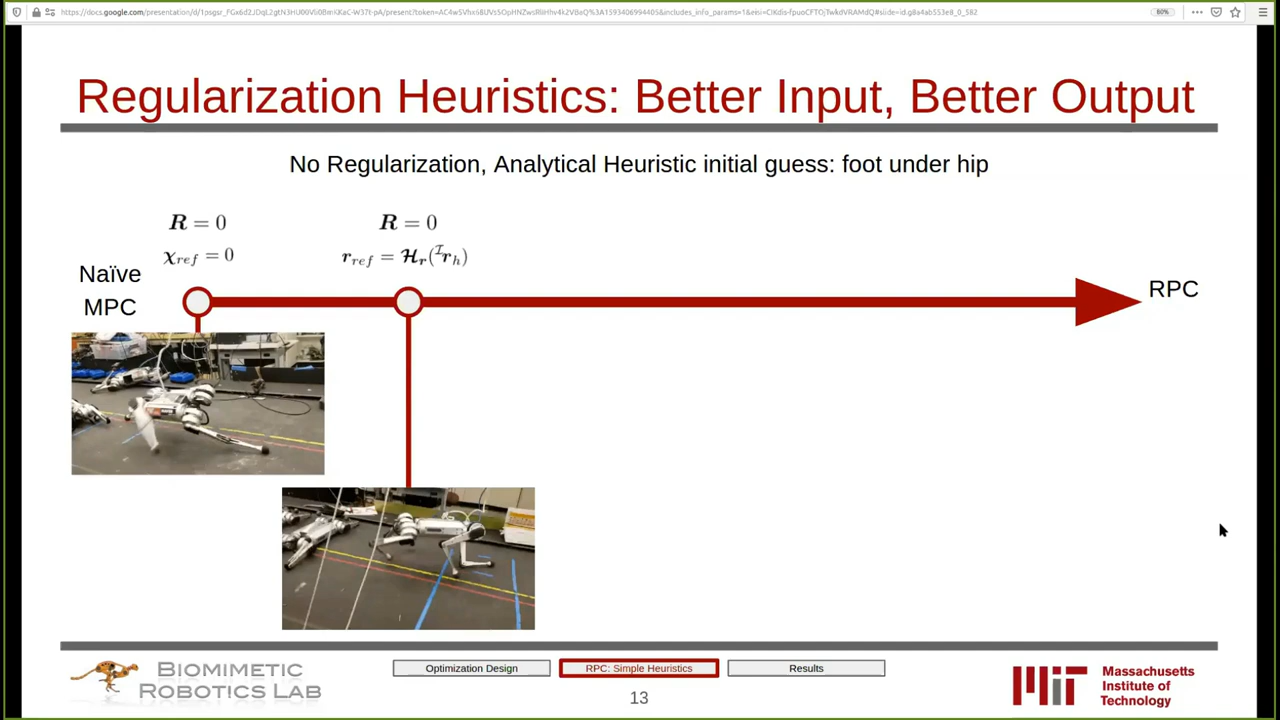 80%
Regularization Heuristics: Better Input, Better Output
No Regularization, Analytical Heuristic initial guess: foot under hip
R = 0
χ_ref = 0
R = 0
r_ref = H_r(^I r_h)
Naïve
MPC
RPC
BIOMIMETIC
ROBOTICS LAB
Optimization Design
RPC: Simple Heuristics
Results
13
MIT
Massachusetts
Institute of
Technology